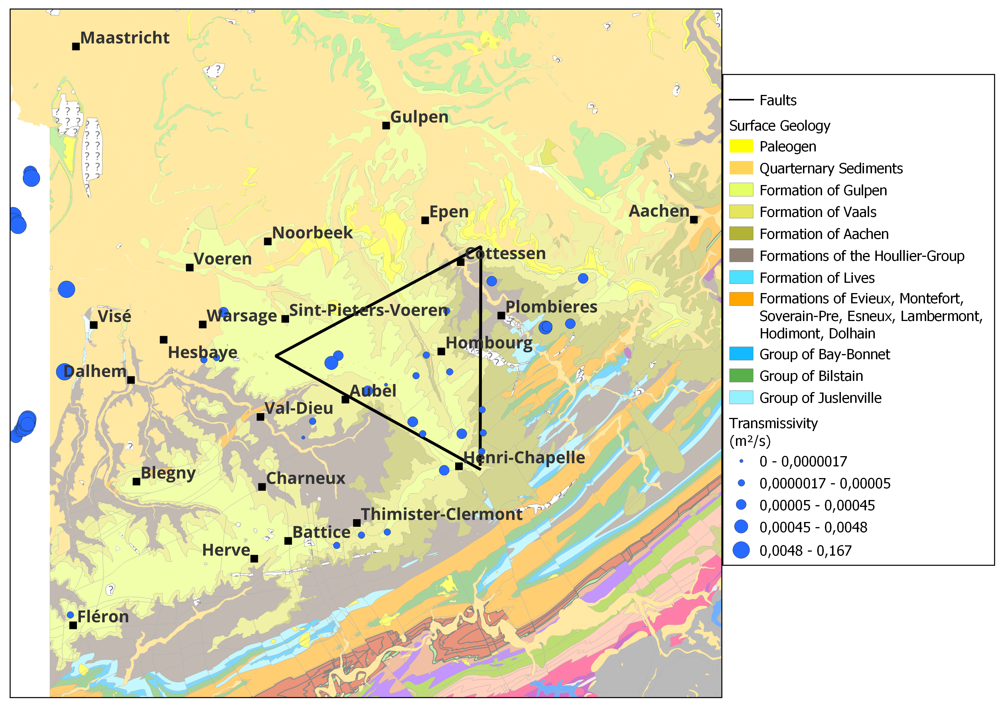 Maastricht
Gulpen
Epen
Aachen
Noorbeek
Cottessen
Voeren
Plombieres
Sint-Pieters-Voeren
Visé
Warsage
Hombourg
Hesbaye
Dalhem
Aubel
Val-Dieu
Henri-Chapelle
Blegny
Charneux
Thimister-Clermont
Battice
Herve
Fléron
Faults
Surface Geology
Paleogen
Quarternary Sediments
Formation of Gulpen
Formation of Vaals
Formation of Aachen
Formations of the Houllier-Group
Formation of Lives
Formations of Evieux, Montefort,
Soverain-Pre, Esneux, Lambermont,
Hodimont, Dolhain
Group of Bay-Bonnet
Group of Bilstain
Group of Juslenville
Transmissivity
(m²/s)
0 - 0,0000017
0,0000017 - 0,00005
0,00005 - 0,00045
0,00045 - 0,0048
0,0048 - 0,167